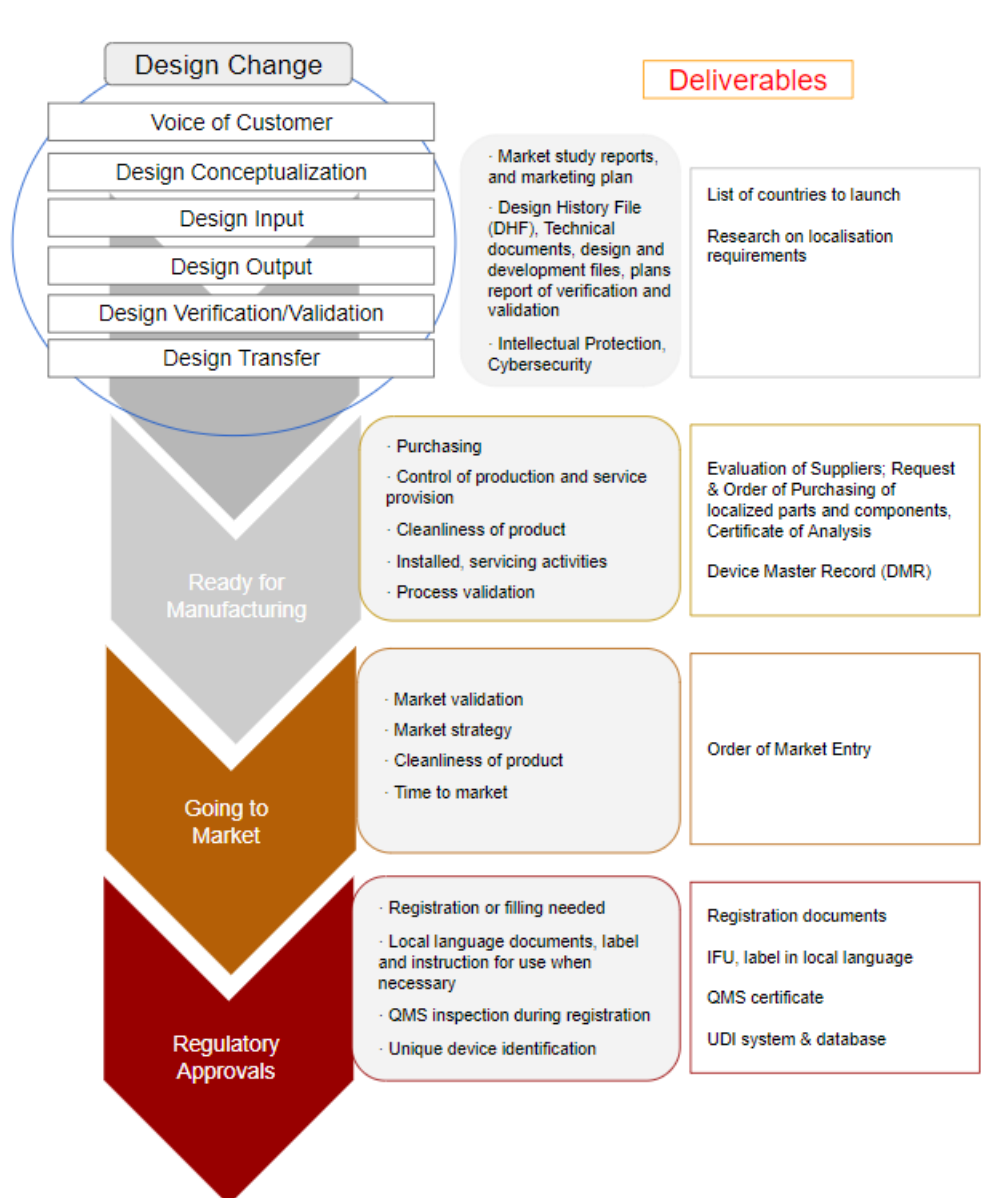 Design Change
Deliverables
Voice of Customer
Design Conceptualization
Design Input
Design Output
Design Verification/Validation
Design Transfer
· Market study reports,
and marketing plan
· Design History File
(DHF), Technical
documents, design and
development files, plans
report of verification and
validation
· Intellectual Protection,
Cybersecurity
List of countries to launch
Research on localisation
requirements
Ready for
Manufacturing
· Purchasing
· Control of production and service
provision
· Cleanliness of product
· Installed, servicing activities
· Process validation
Evaluation of Suppliers; Request
& Order of Purchasing of
localized parts and components,
Certificate of Analysis
Device Master Record (DMR)
Going to
Market
· Market validation
· Market strategy
· Cleanliness of product
· Time to market
Order of Market Entry
Regulatory
Approvals
· Registration or filling needed
· Local language documents, label
and instruction for use when
necessary
· QMS inspection during registration
· Unique device identification
Registration documents
IFU, label in local language
QMS certificate
UDI system & database